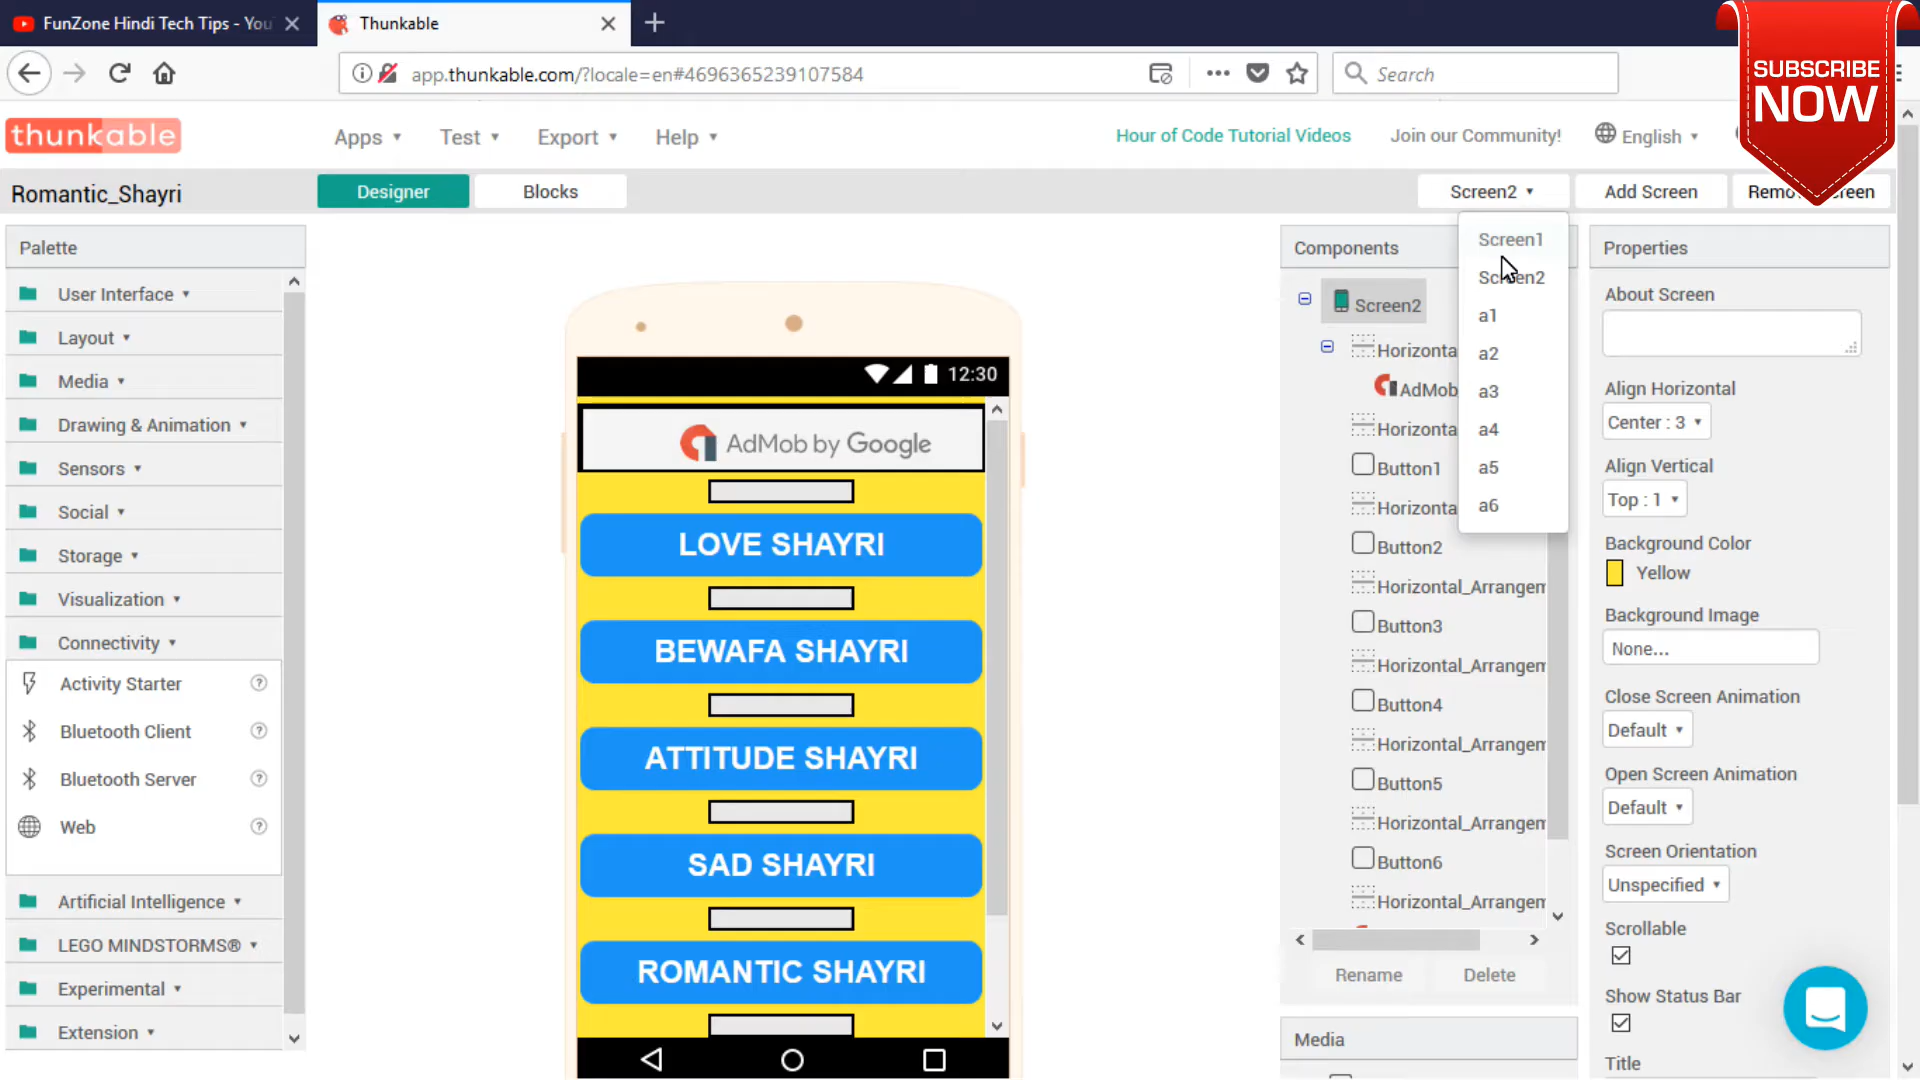 FunZone Hindi Tech Tips - You
Thunkable
app.thunkable.com/?locale=en#4696365239107584
Search
SUBSCRIBE
NOW
thunkable
Apps
Test
Export
Help
Hour of Code Tutorial Videos
Join our Community!
English
Romantic_Shayri
Designer
Blocks
Screen2
Add Screen
Palette
User Interface
Layout
Media
Drawing & Animation
Sensors
Social
Storage
Visualization
Connectivity
Activity Starter
Bluetooth Client
Bluetooth Server
Web
Artificial Intelligence
LEGO MINDSTORMS®
Experimental
Extension
12:30
AdMob by Google
LOVE SHAYRI
BEWAFA SHAYRI
ATTITUDE SHAYRI
SAD SHAYRI
ROMANTIC SHAYRI
Components
Screen2
Horizonta
AdMob_
Horizonta
Button1
Horizonta
Button2
Horizontal_Arrangem
Button3
Horizontal_Arrangem
Button4
Horizontal_Arrangem
Button5
Horizontal_Arrangem
Button6
Horizontal_Arrangem
Rename
Delete
Media
Screen1
Screen2
a1
a2
a3
a4
a5
a6
Properties
About Screen
Align Horizontal
Center : 3
Align Vertical
Top : 1
Background Color
Yellow
Background Image
None...
Close Screen Animation
Default
Open Screen Animation
Default
Screen Orientation
Unspecified
Scrollable
Show Status Bar
Title